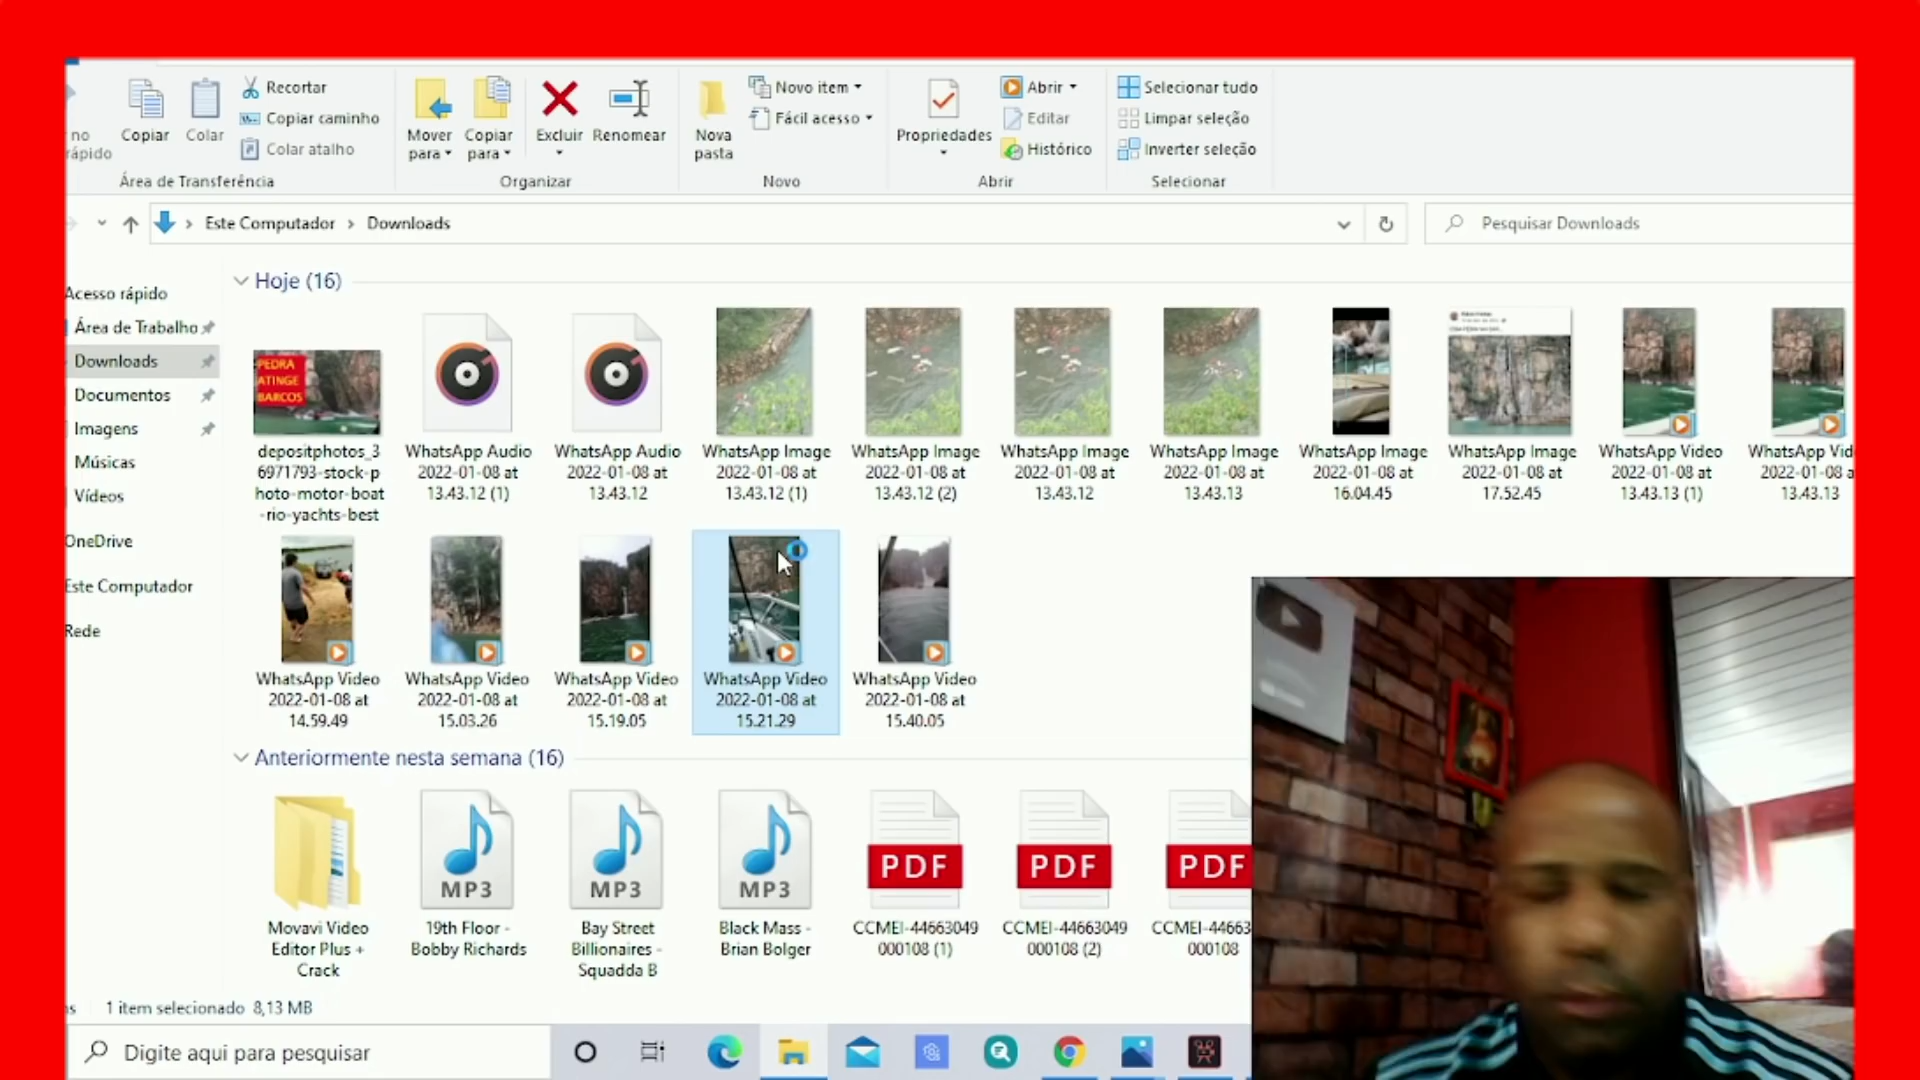 Recortar
Copiar caminho
Colar atalho
no
rápido
Copiar
Colar
Área de Transferência
Mover
para
Copiar
para
Excluir
Renomear
Organizar
Nova
pasta
Novo item
Fácil acesso
Novo
Propriedades
Abrir
Editar
Histórico
Abrir
Selecionar tudo
Limpar seleção
Inverter seleção
Selecionar
Este Computador
Downloads
Pesquisar Downloads
Acesso rápido
Área de Trabalho
Downloads
Documentos
Imagens
Músicas
Vídeos
OneDrive
Este Computador
Rede
Hoje (16)
PEDRA
ATINGE
BARCOS
depositphotos_3
6971793-stock-p
hoto-motor-boat
-rio-yachts-best
WhatsApp Audio
2022-01-08 at
13.43.12 (1)
WhatsApp Audio
2022-01-08 at
13.43.12
WhatsApp Image
2022-01-08 at
13.43.12 (1)
WhatsApp Image
2022-01-08 at
13.43.12 (2)
WhatsApp Image
2022-01-08 at
13.43.12
WhatsApp Image
2022-01-08 at
13.43.13
WhatsApp Image
2022-01-08 at
16.04.45
WhatsApp Image
2022-01-08 at
17.52.45
WhatsApp Video
2022-01-08 at
13.43.13 (1)
WhatsApp Vid
2022-01-08 a
13.43.13
WhatsApp Video
2022-01-08 at
14.59.49
WhatsApp Video
2022-01-08 at
15.03.26
WhatsApp Video
2022-01-08 at
15.19.05
WhatsApp Video
2022-01-08 at
15.21.29
WhatsApp Video
2022-01-08 at
15.40.05
Anteriormente nesta semana (16)
Movavi Video
Editor Plus +
Crack
MP3
19th Floor -
Bobby Richards
MP3
Bay Street
Billionaires -
Squadda B
MP3
Black Mass -
Brian Bolger
PDF
CCMEI-44663049
000108 (1)
PDF
CCMEI-44663049
000108 (2)
PDF
CCMEI-44663
000108
1 item selecionado 8,13 MB
Digite aqui para pesquisar